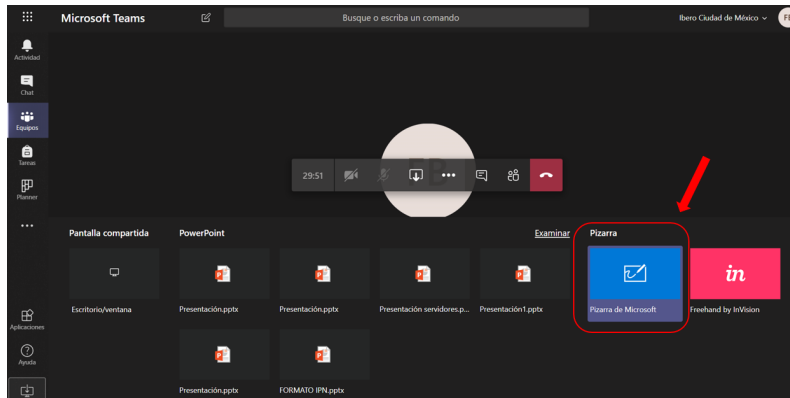 Microsoft Teams
Busque o escriba un comando
Ibero Ciudad de México
Actividad
Chat
Equipos
Tareas
Planner
Aplicaciones
Ayuda
FB
29:51
Pantalla compartida
PowerPoint
Examinar
Pizarra
Escritorio/ventana
Presentación.pptx
Presentación.pptx
Presentación servidores.p...
Presentación1.pptx
Pizarra de Microsoft
in
Freehand by InVision
Presentación.pptx
FORMATO IPN.pptx